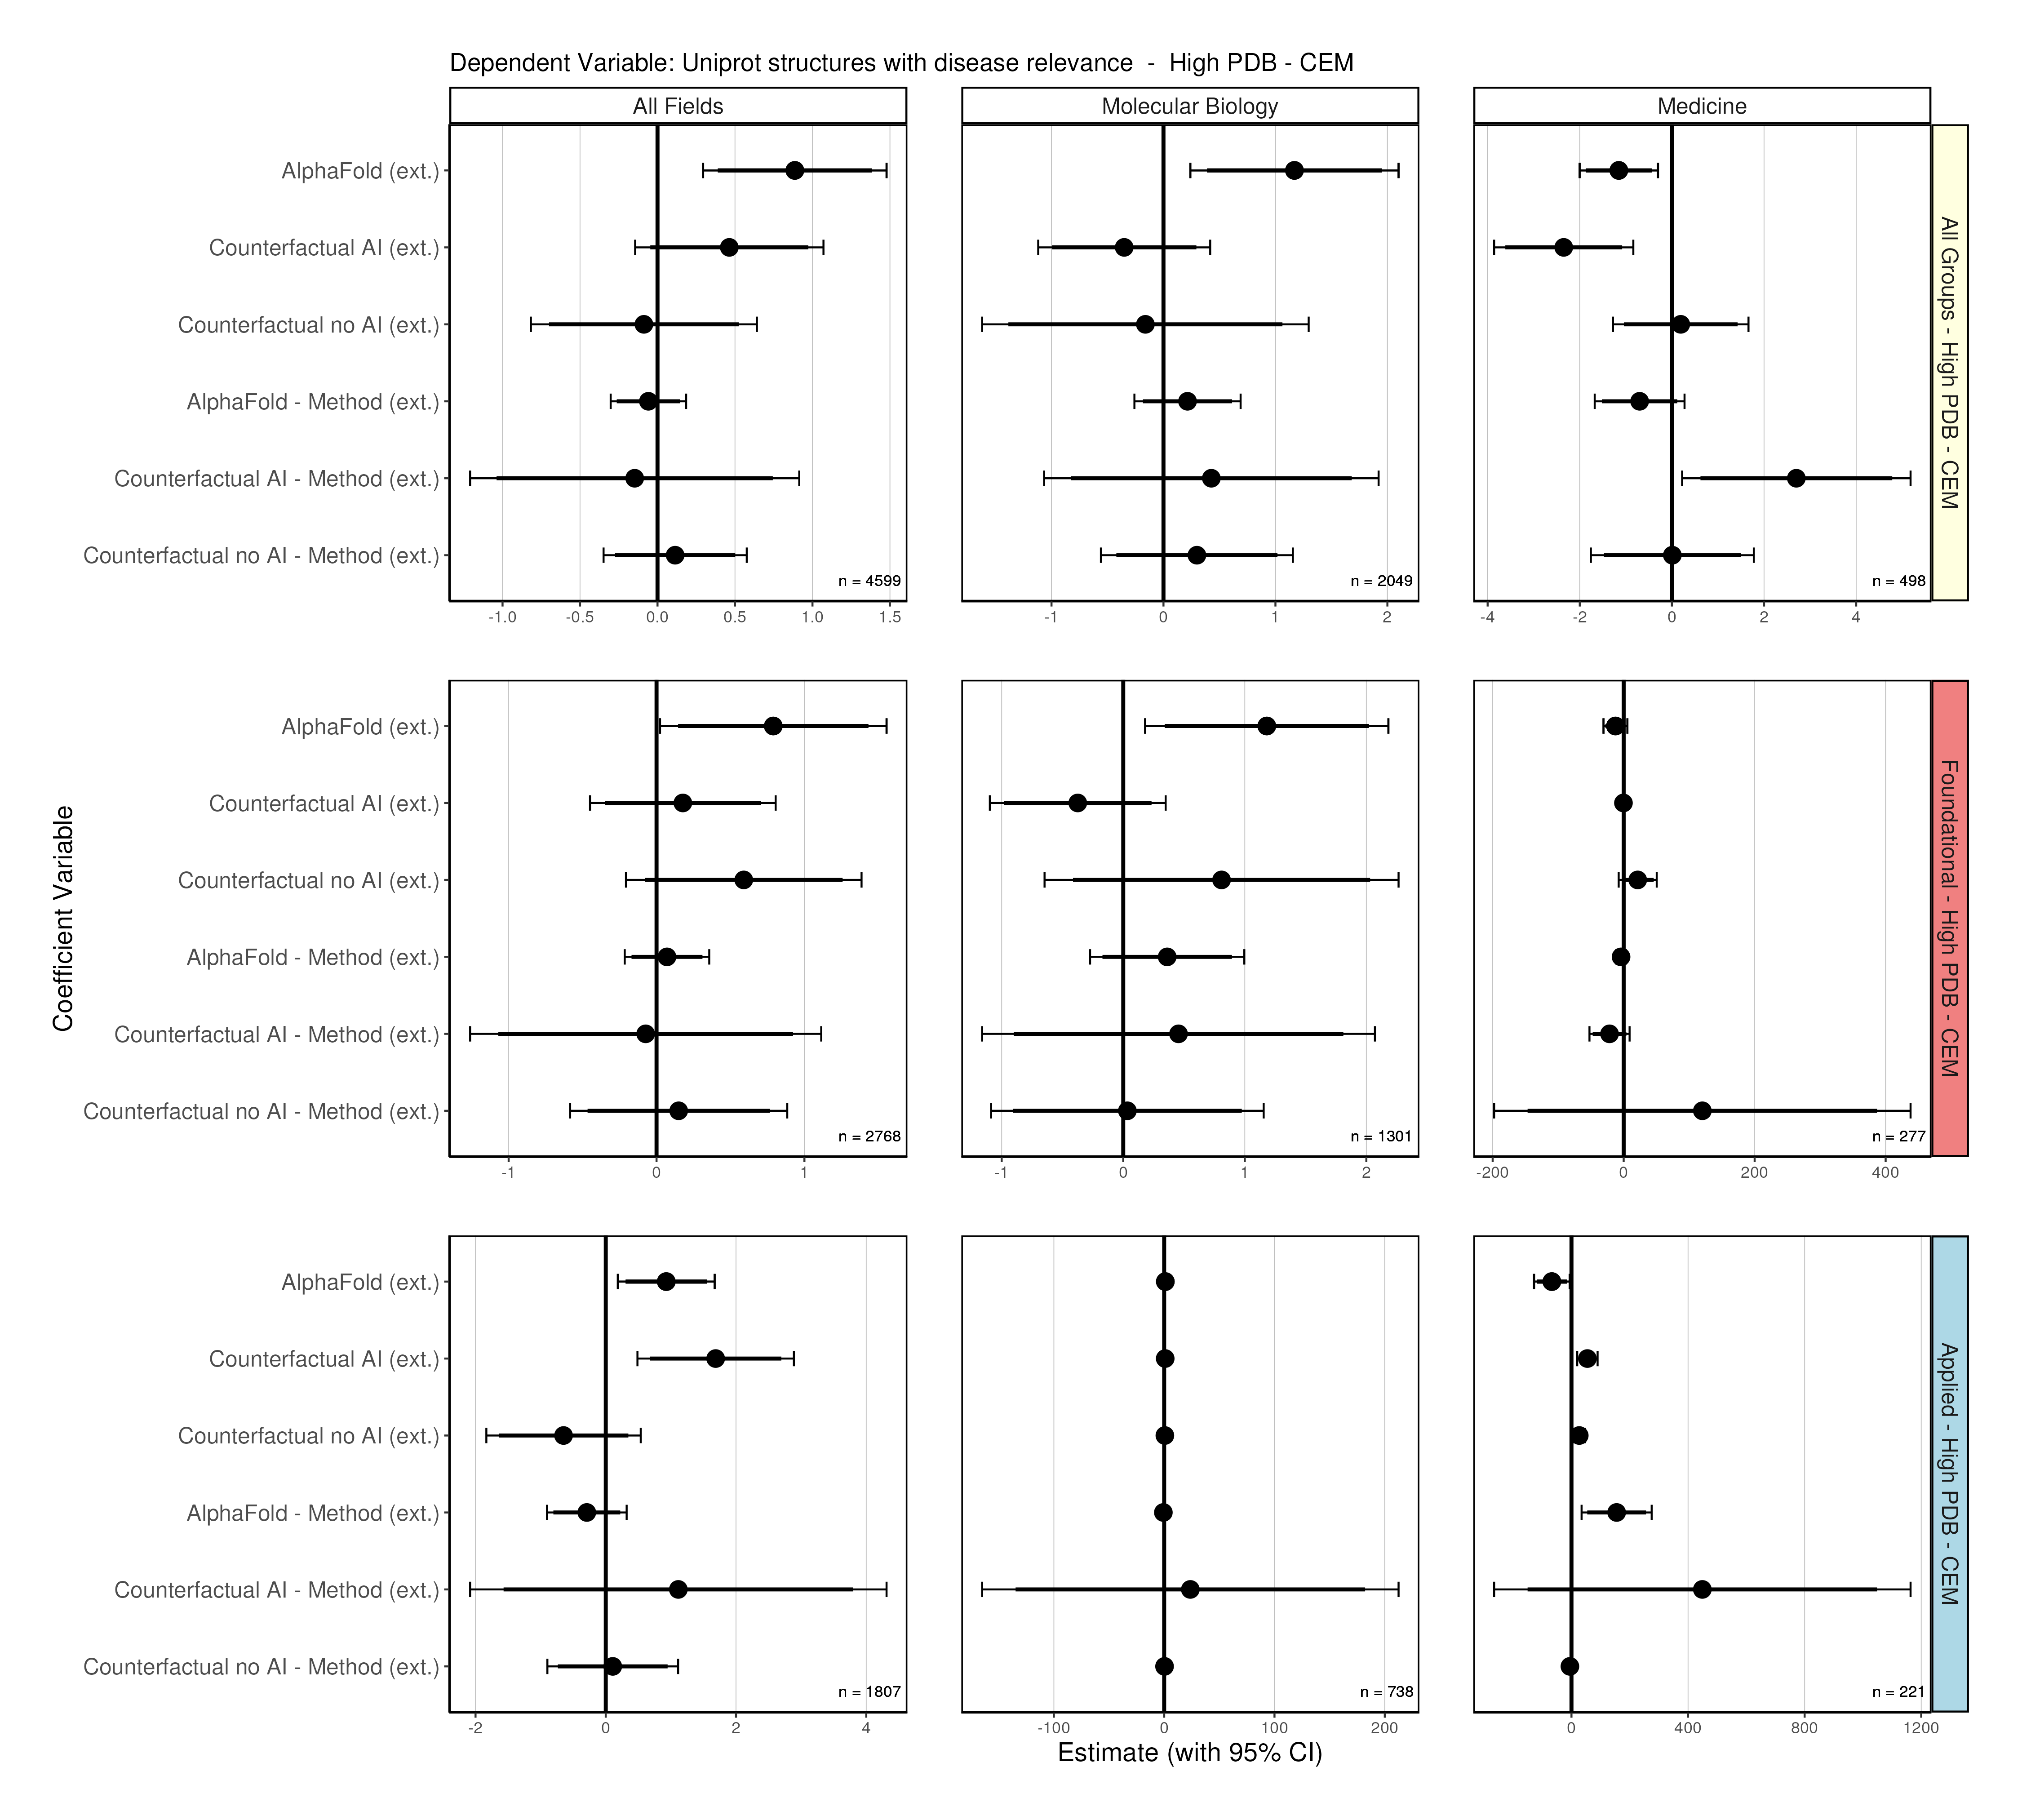 Dependent Variable: Uniprot structures with disease relevance  -  High PDB - CEM
All Fields
Molecular Biology
Medicine
AlphaFold (ext.)
Counterfactual AI (ext.)
Counterfactual no AI (ext.)
AlphaFold - Method (ext.)
Counterfactual AI - Method (ext.)
Counterfactual no AI - Method (ext.)
n = 4599
n = 2049
n = 498
-1.0 -0.5 0.0 0.5 1.0 1.5
-1 0 1 2
-4 -2 0 2 4
All Groups - High PDB - CEM
Coefficient Variable
AlphaFold (ext.)
Counterfactual AI (ext.)
Counterfactual no AI (ext.)
AlphaFold - Method (ext.)
Counterfactual AI - Method (ext.)
Counterfactual no AI - Method (ext.)
n = 2768
n = 1301
n = 277
-1 0 1
-1 0 1 2
-200 0 200 400
Foundational - High PDB - CEM
AlphaFold (ext.)
Counterfactual AI (ext.)
Counterfactual no AI (ext.)
AlphaFold - Method (ext.)
Counterfactual AI - Method (ext.)
Counterfactual no AI - Method (ext.)
n = 1807
n = 738
n = 221
-2 0 2 4
-100 0 100 200
0 400 800 1200
Applied - High PDB - CEM
Estimate (with 95% CI)